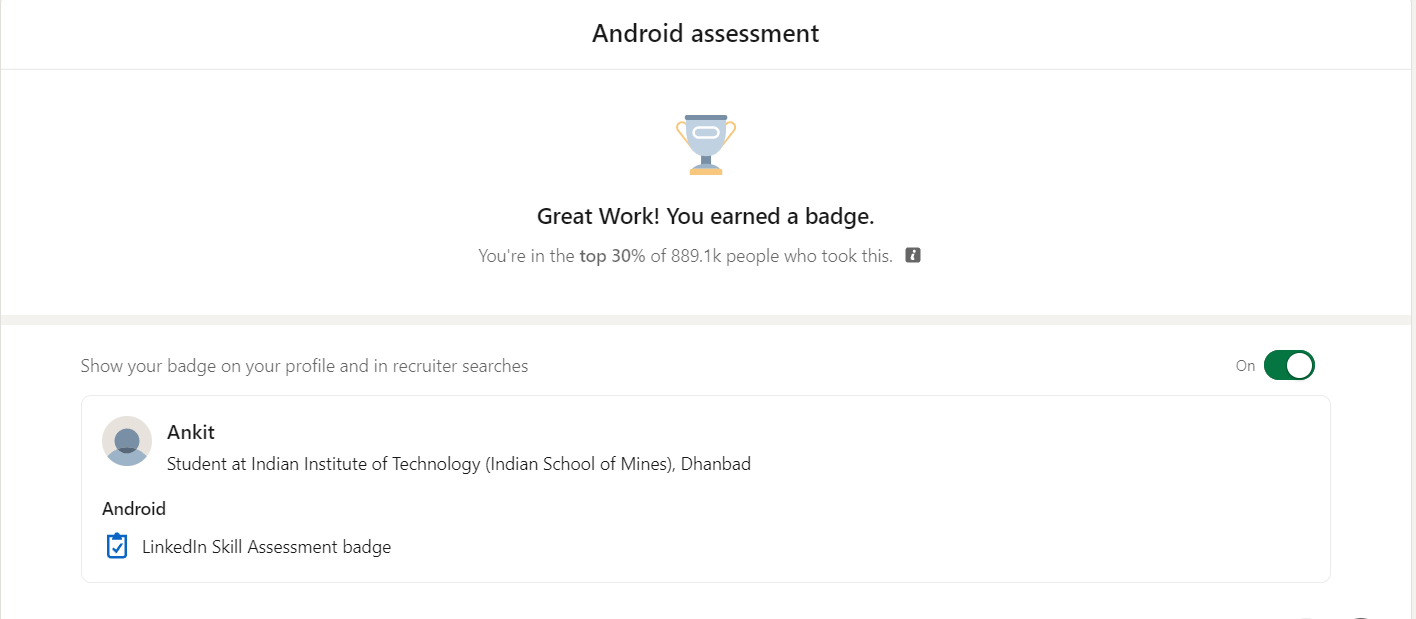 Android assessment
Great Work! You earned a badge.
You're in the top 30% of 889.1k people who took this.
Show your badge on your profile and in recruiter searches
On
Ankit
Student at Indian Institute of Technology (Indian School of Mines), Dhanbad
Android
LinkedIn Skill Assessment badge